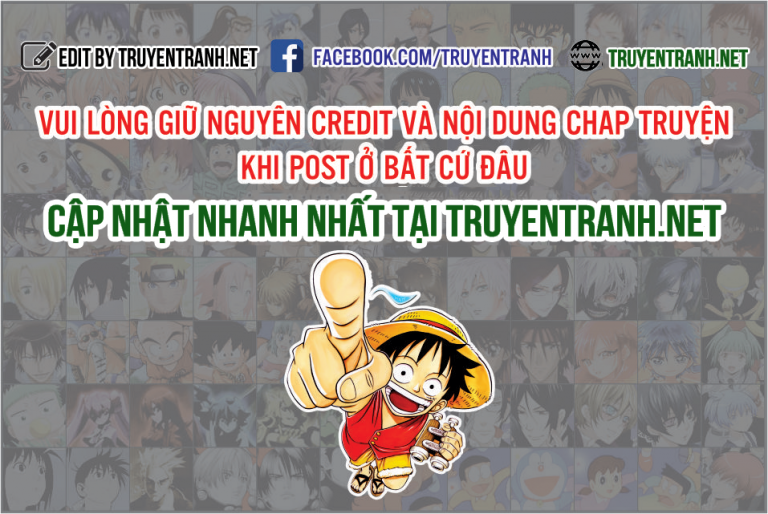 EDIT BY TRUYENTRANH.NET FACEBOOK.COM/TRUYENTRANH TRUYENTRANH.NET
VUI LÒNG GIỮ NGUYÊN CREDIT VÀ NỘI DUNG CHAP TRUYỆN
KHI POST Ở BẤT CỨ ĐÂU
CẬP NHẬT NHANH NHẤT TẠI TRUYENTRANH.NET